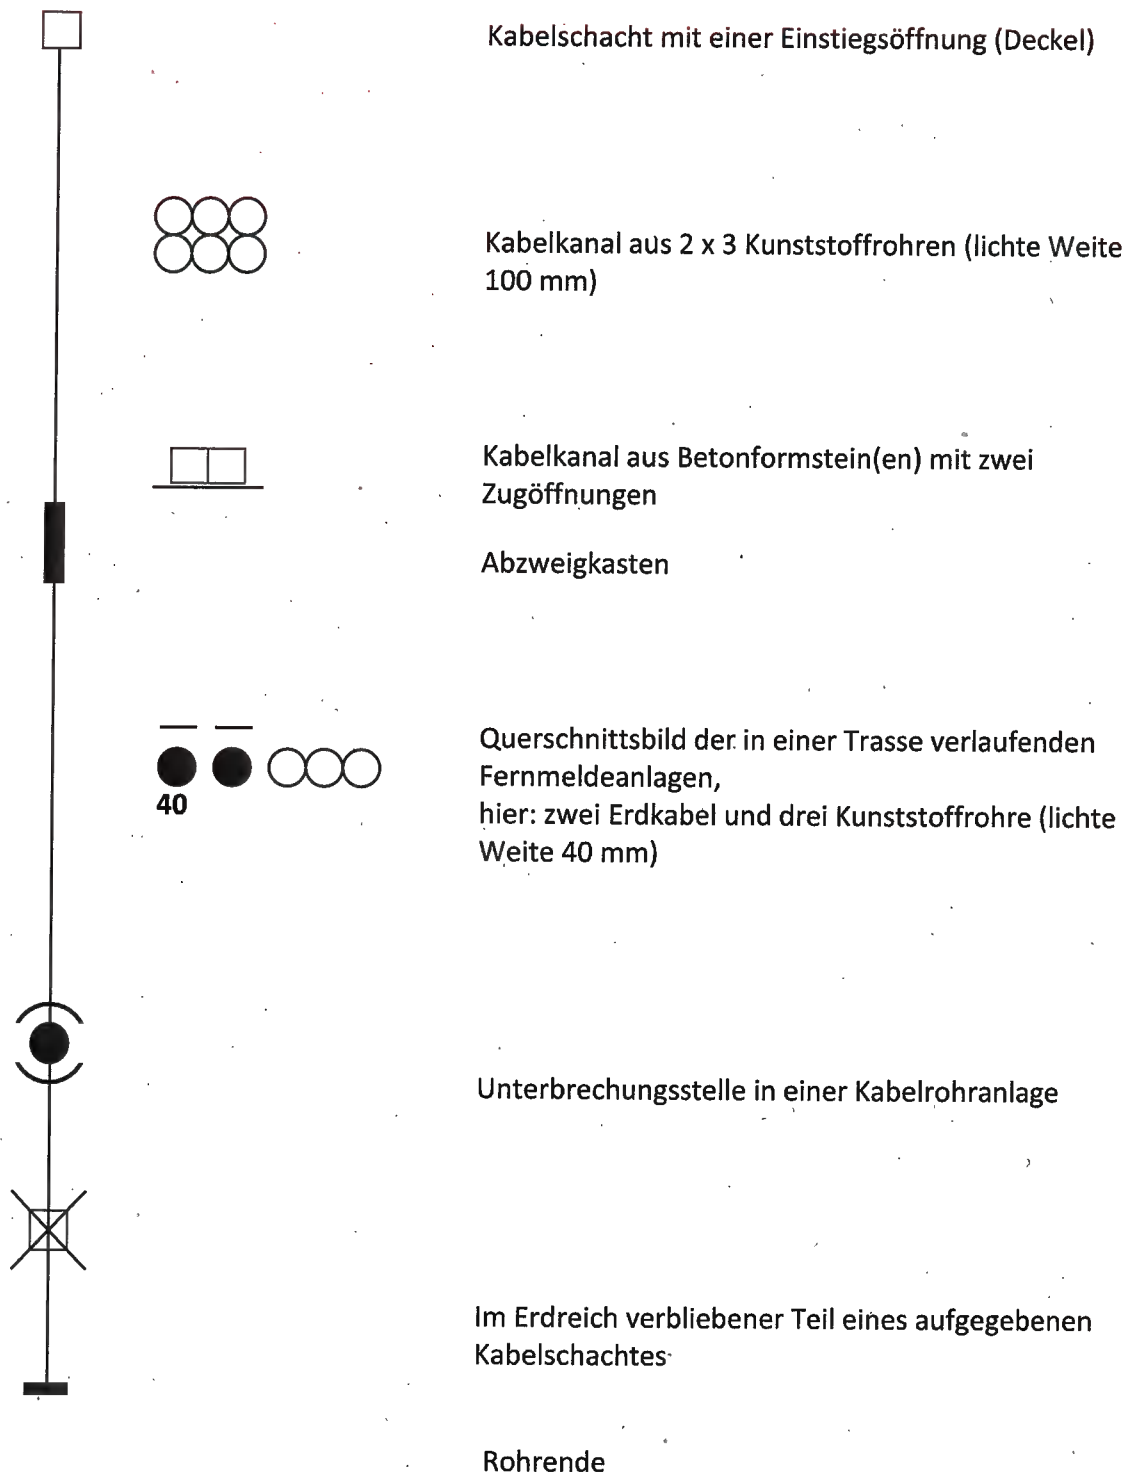 Kabelschacht mit einer Einstiegsöffnung (Deckel)
Kabelkanal aus 2 x 3 Kunststoffrohren (lichte Weite
100 mm)
Kabelkanal aus Betonformstein(en) mit zwei
Zugöffnungen
Abzweigkasten
Querschnittsbild der in einer Trasse verlaufenden
Fernmeldeanlagen,
40
hier: zwei Erdkabel und drei Kunststoffrohre (lichte
Weite 40 mm)
Unterbrechungsstelle in einer Kabelrohranlage
Im Erdreich verbliebener Teil eines aufgegebenen
Kabelschachtes
Rohrende